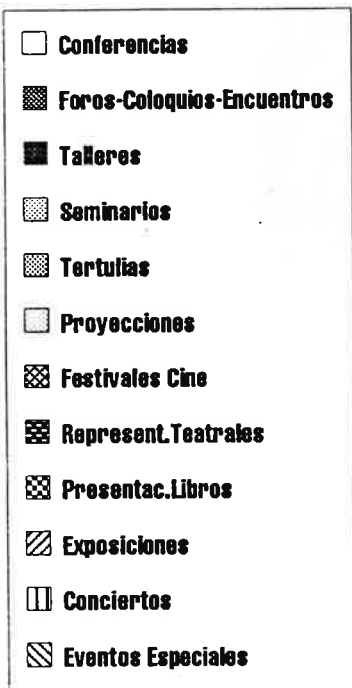 Conferencias
Foros-Coloquios-Encuentros
Talleres
Seminarios
Tertulias
Proyecciones
Festivales Cine
Represent.Teatrales
Presentac.Libros
Exposiciones
Conciertos
Eventos Especiales